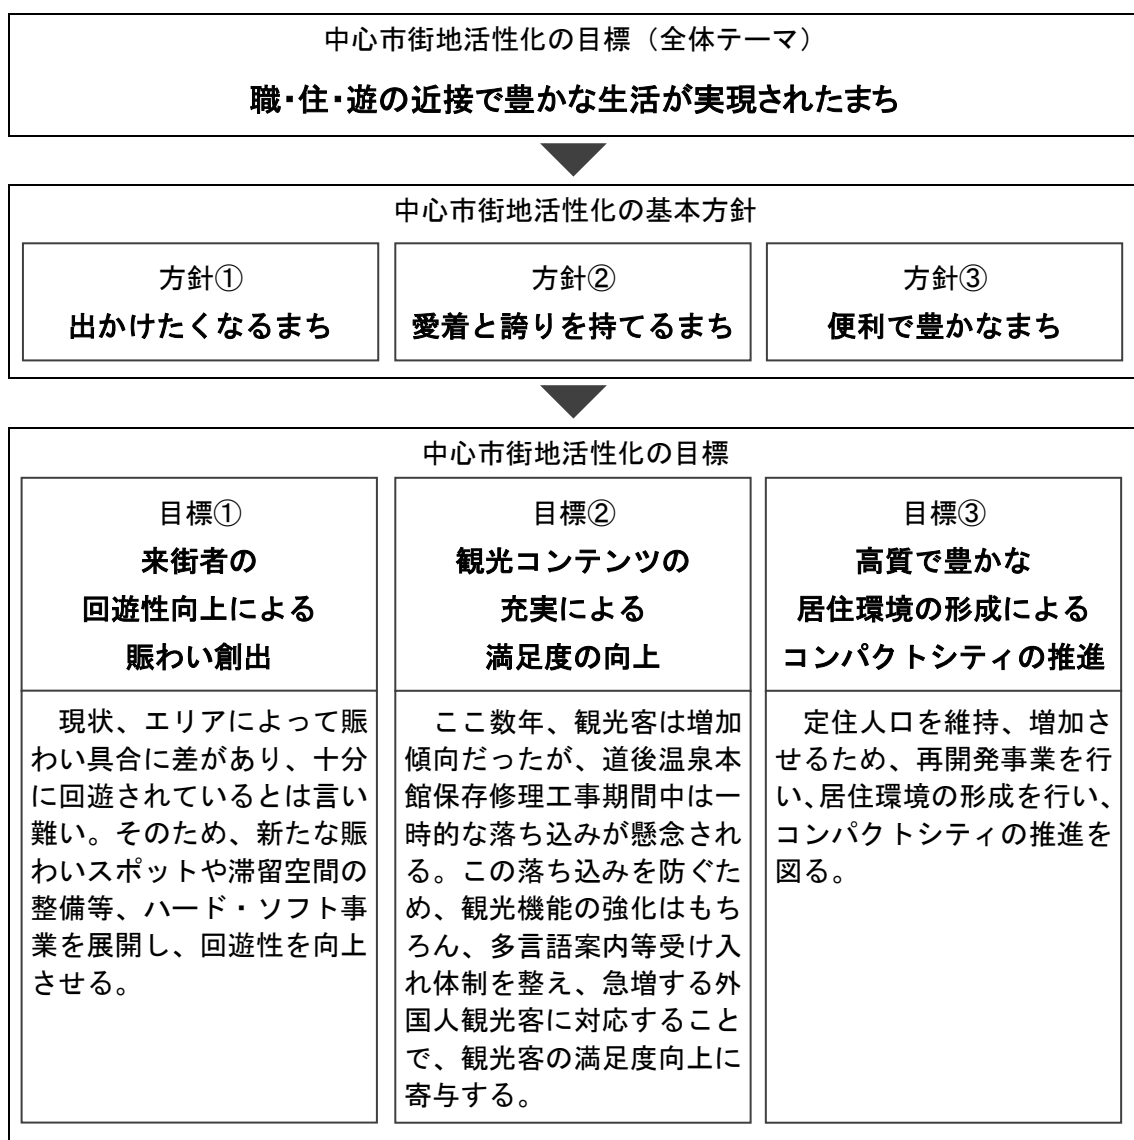 中心市街地活性化の目標（全体テーマ）
職・住・遊の近接で豊かな生活が実現されたまち
中心市街地活性化の基本方針
方針①
出かけたくなるまち
方針②
愛着と誇りを持てるまち
方針③
便利で豊かなまち
中心市街地活性化の目標
目標①
来街者の
回遊性向上による
賑わい創出
現状、エリアによって賑
わい具合に差があり、十分
に回遊されているとは言い
難い。そのため、新たな賑
わいスポットや滞留空間の
整備等、ハード・ソフト事
業を展開し、回遊性を向上
させる。
目標②
観光コンテンツの
充実による
満足度の向上
ここ数年、観光客は増加
傾向だったが、道後温泉本
館保存修理工事期間中は一
時的な落ち込みが懸念され
る。この落ち込みを防ぐた
め、観光機能の強化はもち
ろん、多言語案内等受け入
れ体制を整え、急増する外
国人観光客に対応すること
で、観光客の満足度向上に
寄与する。
目標③
高質で豊かな
居住環境の形成による
コンパクトシティの推進
定住人口を維持、増加さ
せるため、再開発事業を行
い、居住環境の形成を行い、
コンパクトシティの推進を
図る。